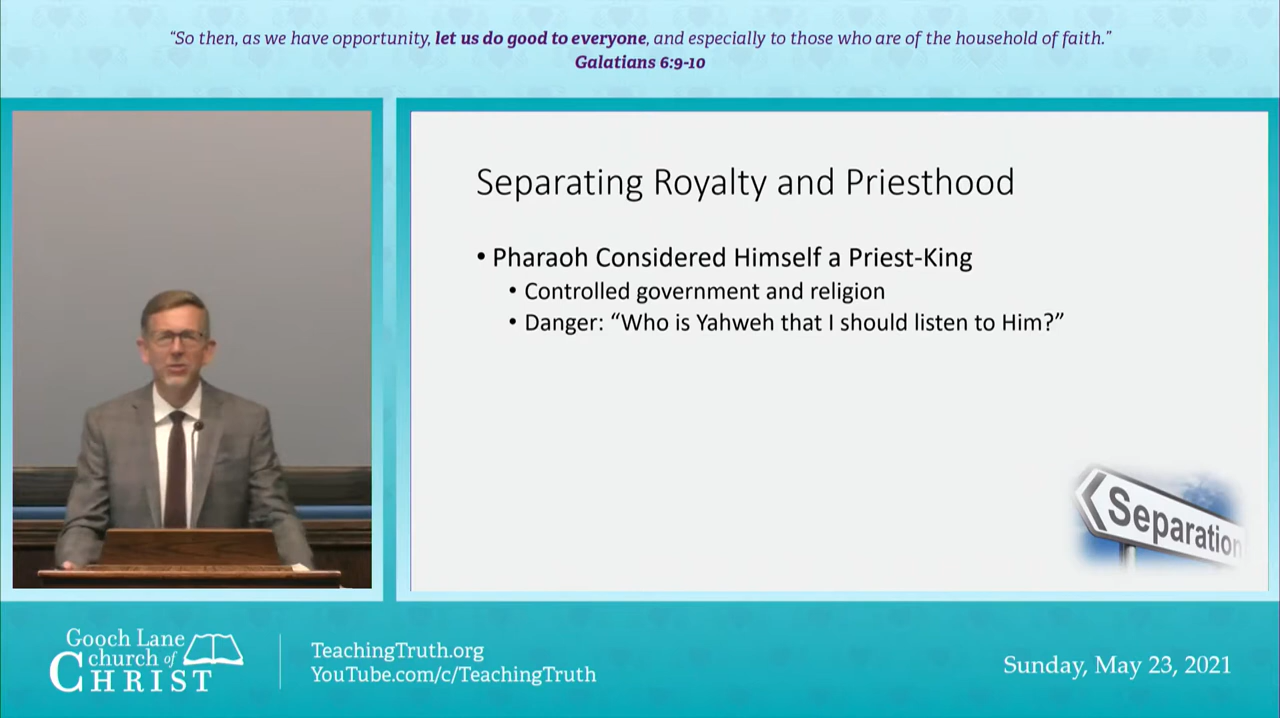 “So then, as we have opportunity, let us do good to everyone, and especially to those who are of the household of faith.”
Galatians 6:9-10
Separating Royalty and Priesthood
• Pharaoh Considered Himself a Priest-King
• Controlled government and religion
• Danger: “Who is Yahweh that I should listen to Him?”
Separation
Gooch Lane
church of
CHRIST
TeachingTruth.org
YouTube.com/c/TeachingTruth
Sunday, May 23, 2021